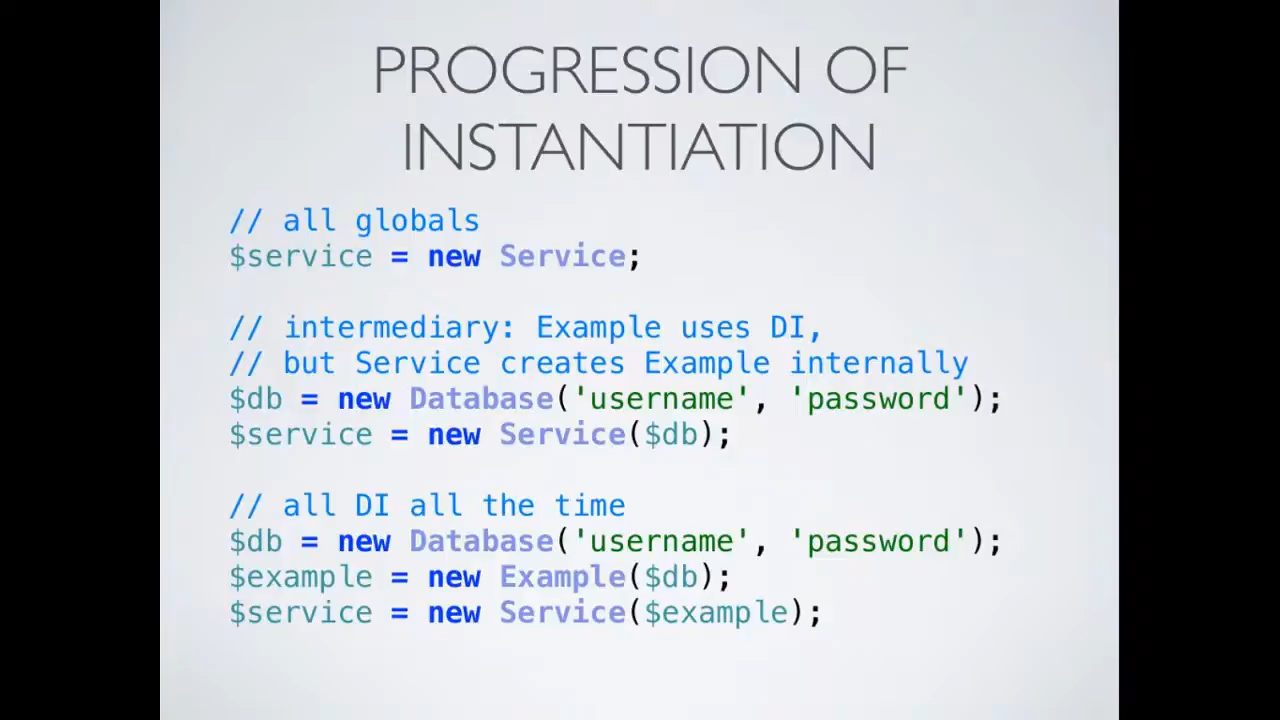 PROGRESSION OF
INSTANTIATION
// all globals
$service = new Service;
// intermediary: Example uses DI,
// but Service creates Example internally
$db = new Database('username', 'password');
$service = new Service($db);
// all DI all the time
$db = new Database('username', 'password');
$example = new Example($db);
$service = new Service($example);